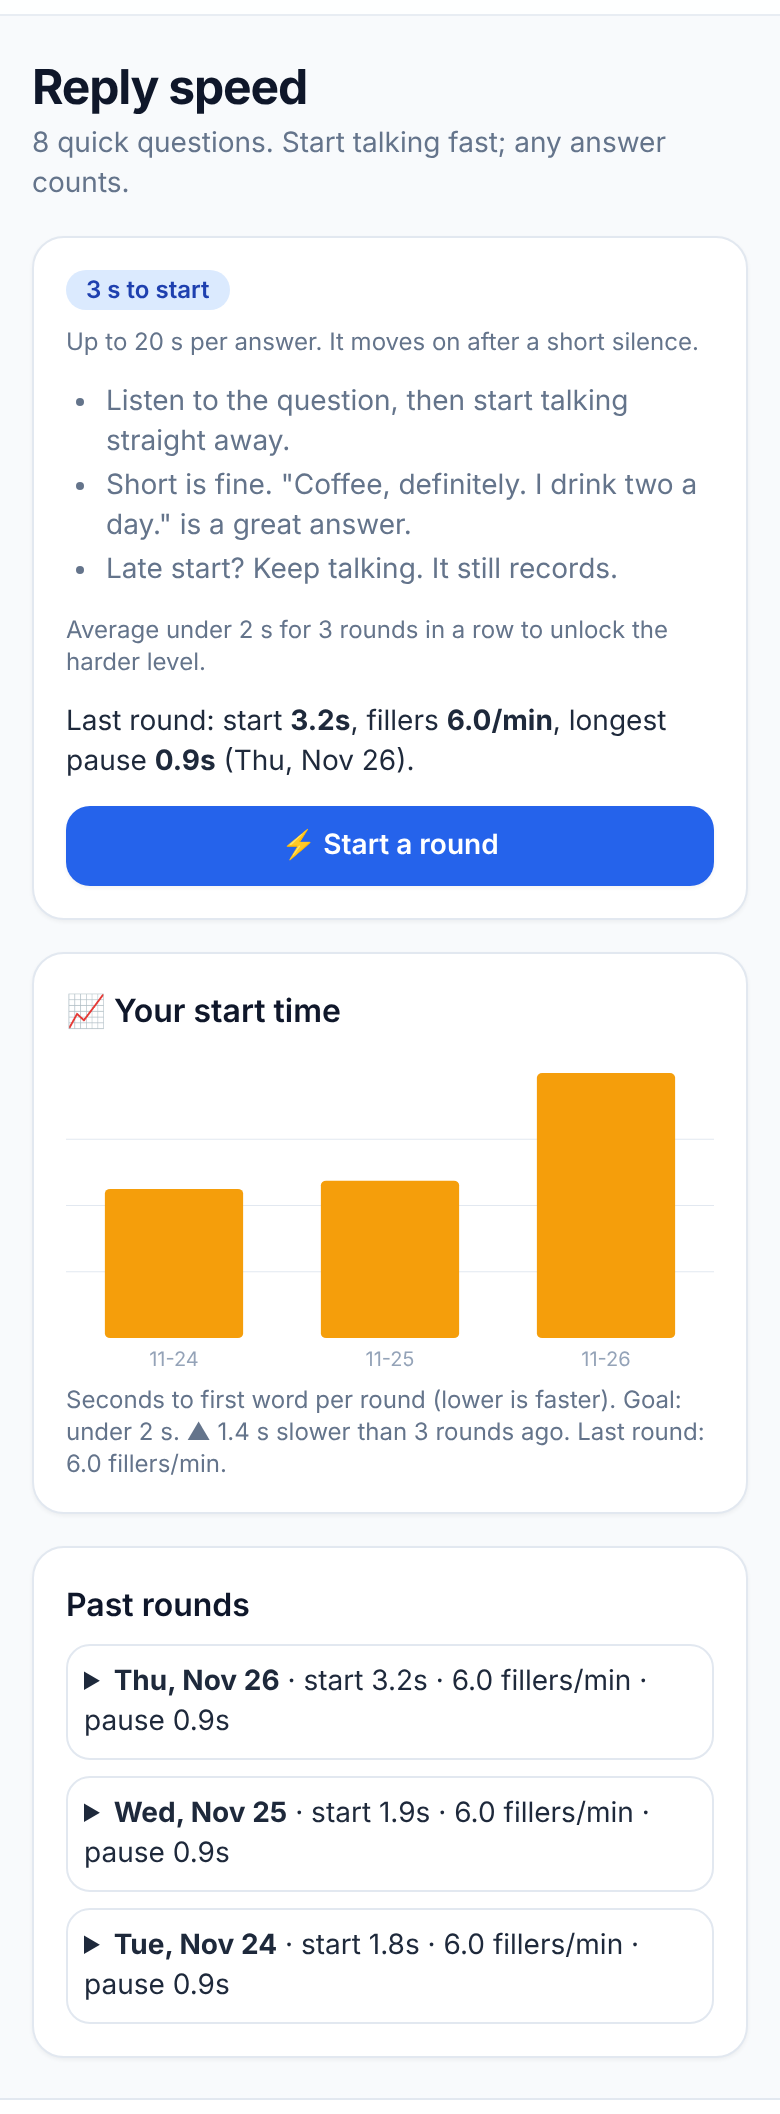 Reply speed
8 quick questions. Start talking fast; any answer
counts.
3 s to start
Up to 20 s per answer. It moves on after a short silence.
• Listen to the question, then start talking
straight away.
• Short is fine. "Coffee, definitely. I drink two a
day." is a great answer.
• Late start? Keep talking. It still records.
Average under 2 s for 3 rounds in a row to unlock the
harder level.
Last round: start 3.2s, fillers 6.0/min, longest
pause 0.9s (Thu, Nov 26).
⚡ Start a round
📈 Your start time
11-24 11-25 11-26
Seconds to first word per round (lower is faster). Goal:
under 2 s. ▲ 1.4 s slower than 3 rounds ago. Last round:
6.0 fillers/min.
Past rounds
▶ Thu, Nov 26 · start 3.2s · 6.0 fillers/min ·
pause 0.9s
▶ Wed, Nov 25 · start 1.9s · 6.0 fillers/min ·
pause 0.9s
▶ Tue, Nov 24 · start 1.8s · 6.0 fillers/min ·
pause 0.9s